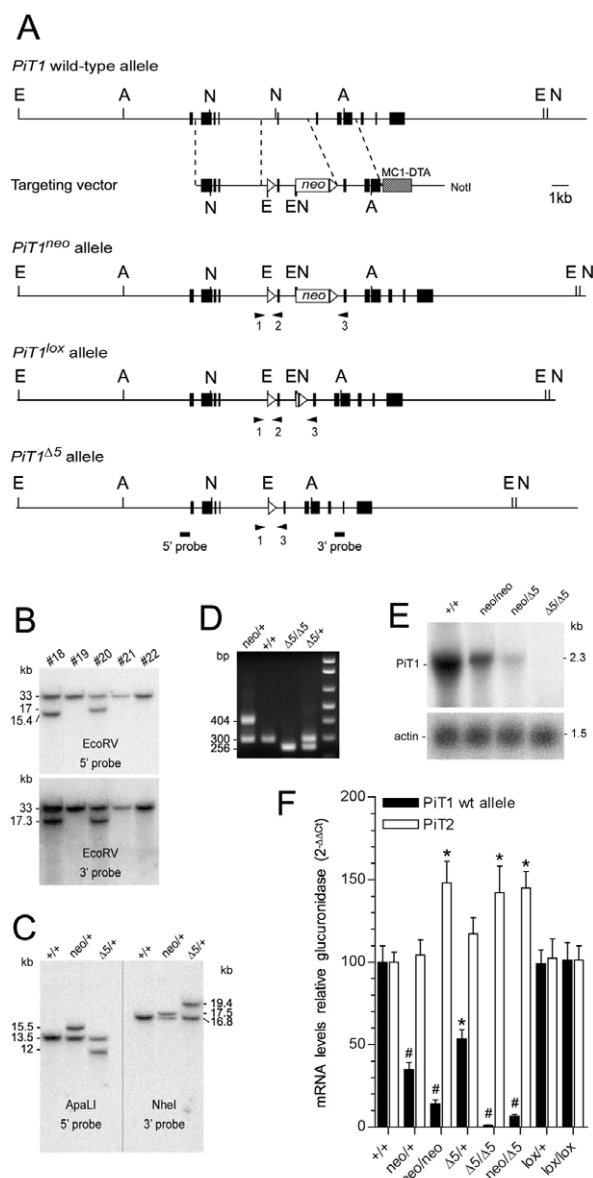 A
PiT1 wild-type allele
E A N N A E N
MC1-DTA
Targeting vector
neo
NotI
N E EN A
1kb
PiT1neo allele
E A N E EN A E N
neo
1 2 3
PiT1lox allele
E A N E EN A E N
1 2 3
PiT1Δ5 allele
E A N E A E N
5' probe 1 3 3' probe
B
kb #18 #19 #20 #21 #22
33
17
15.4
EcoRV
5' probe
kb
33
17.3
EcoRV
3' probe
C
+/+ neo/+ Δ5/+ +/+ neo/+ Δ5/+
kb kb
15.5
13.5
12
19.4
17.5
16.8
ApaLI NheI
5' probe 3' probe
D
neo/+ +/+ Δ5/Δ5 Δ5/+
bp
404
300
256
E
+/+ neo/neo neo/Δ5 Δ5/Δ5
kb
PiT1 2.3
actin 1.5
F
mRNA levels relative glucuronidase (2-ΔΔCt)
200
150
100
50
0
PiT1 wt allele
PiT2
* * *
*
# # # #
+/+ neo/+ neo/neo Δ5/+ Δ5/Δ5 neo/Δ5 lox/+ lox/lox